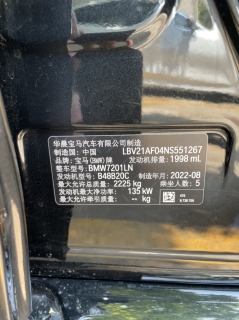 华晨宝马汽车有限公司制造
制造国：中国 LBV21AF04NS551267
品牌：宝马(BMW)牌 发动机排量：1998 mL
整车型号：BMW7201LN
发动机型号：B48B20C 制造年月：2022-08
最大允许总质量：2225 kg 乘坐人数：5
发动机最大净功率：135 kW
最大允许牵引质量：- kg